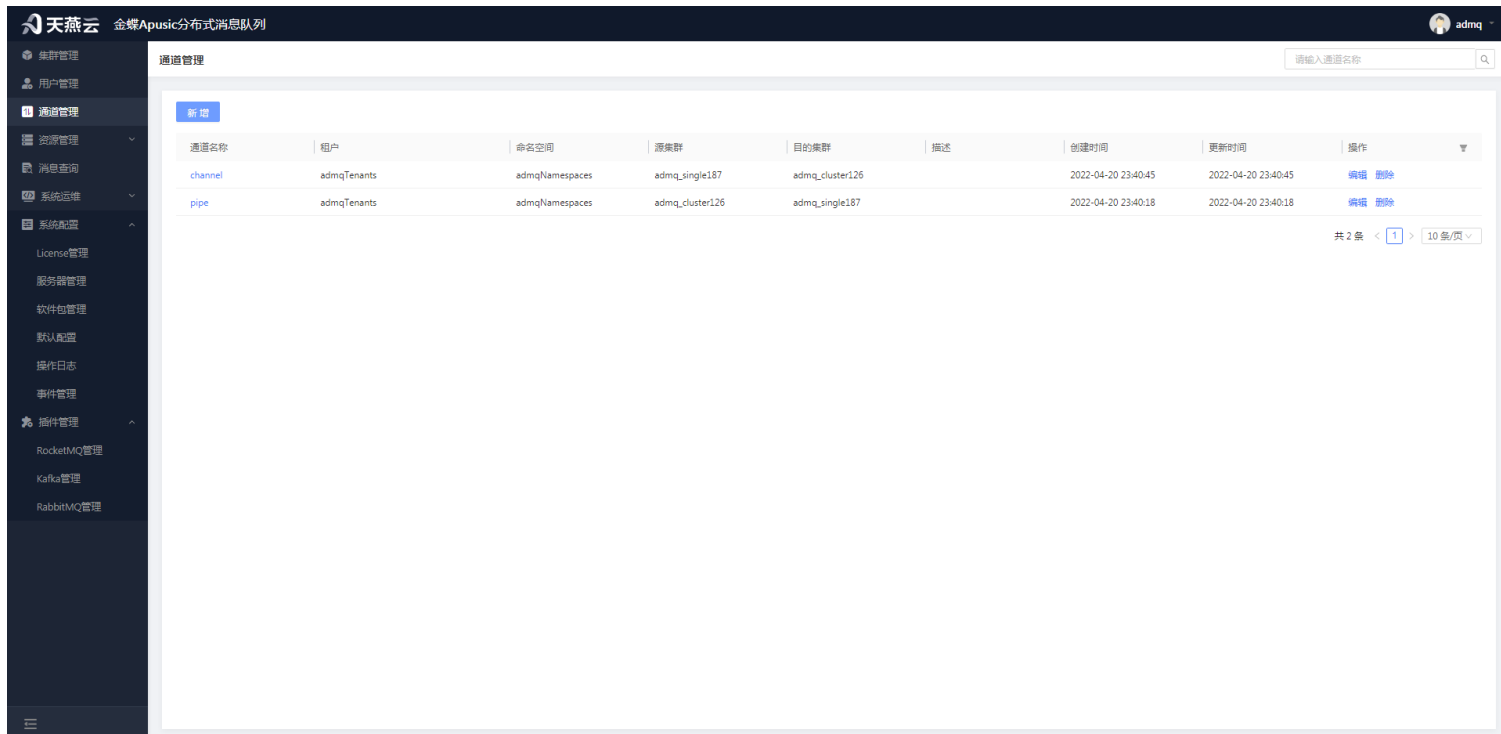 天燕云 金蝶Apusic分布式消息队列 admq
集群管理
用户管理
通道管理
资源管理
消息查询
系统运维
系统配置
License管理
服务器管理
软件包管理
默认配置
操作日志
事件管理
插件管理
RocketMQ管理
Kafka管理
RabbitMQ管理
通道管理 请输入通道名称
新 增
通道名称 租户 命名空间 源集群 目的集群 描述 创建时间 更新时间 操作
channel admqTenants admqNamespaces admq_single187 admq_cluster126 2022-04-20 23:40:45 2022-04-20 23:40:45 编辑 删除
pipe admqTenants admqNamespaces admq_cluster126 admq_single187 2022-04-20 23:40:18 2022-04-20 23:40:18 编辑 删除
共 2 条 < 1 > 10 条/页